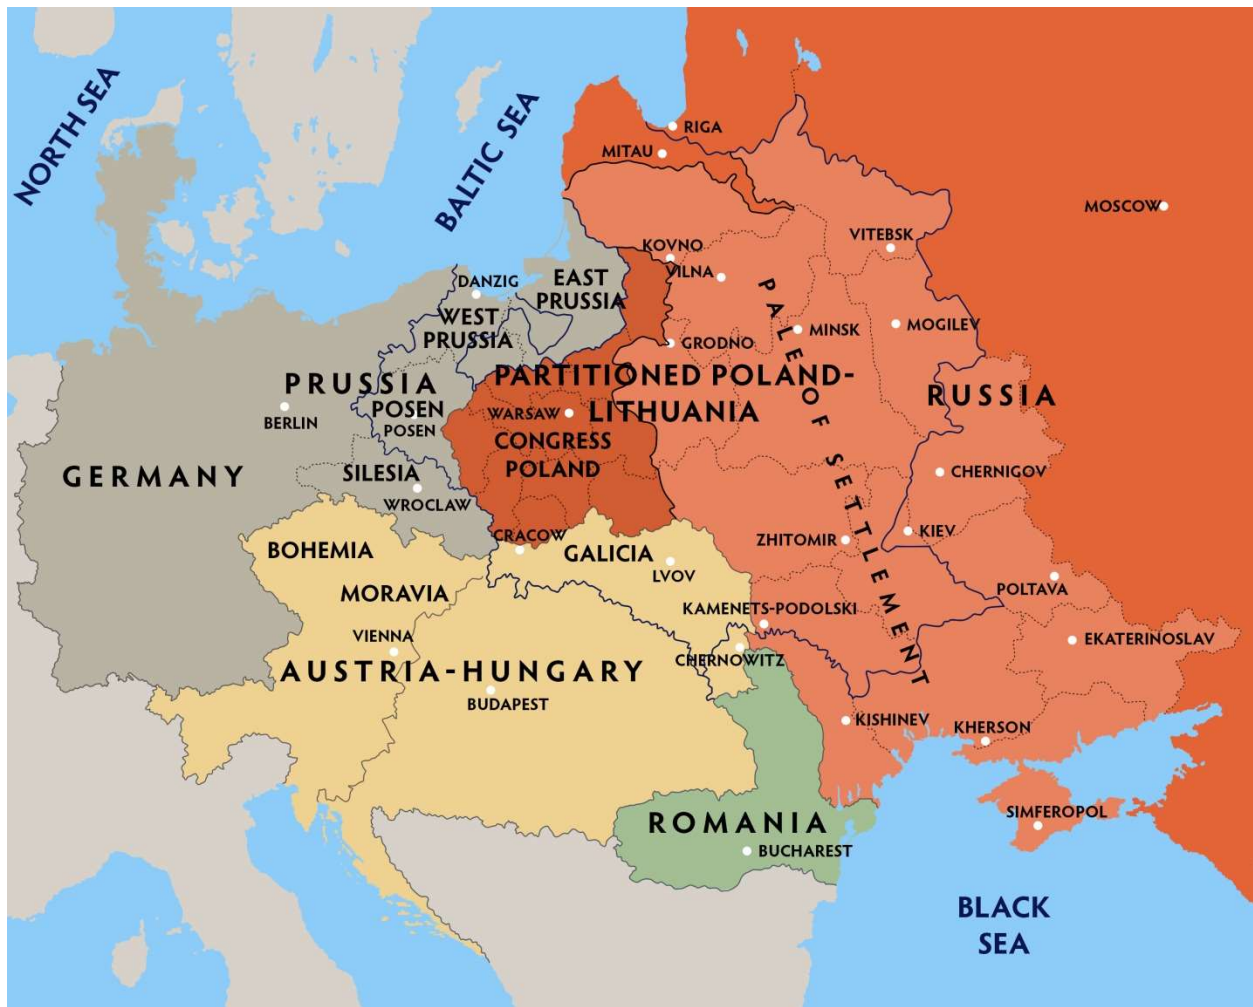 NORTH SEA
BALTIC SEA
RIGA
MITAU
MOSCOW
KOVNO
VILNA
VITEBSK
DANZIG
EAST
PRUSSIA
WEST
PRUSSIA
PALE OF SETTLEMENT
MINSK
MOGILEV
GRODNO
PRUSSIA
POSEN
POSEN
BERLIN
PARTITIONED POLAND-
LITHUANIA
WARSAW
CONGRESS
POLAND
RUSSIA
GERMANY
SILESIA
WROCLAW
CHERNIGOV
CRACOW
GALICIA
LVOV
ZHITOMIR
KIEV
BOHEMIA
MORAVIA
VIENNA
KAMENETS-PODOLSKI
POLTAVA
CHERNOWITZ
EKATERINOSLAV
AUSTRIA-HUNGARY
BUDAPEST
KISHINEV
KHERSON
ROMANIA
BUCHAREST
SIMFEROPOL
BLACK
SEA